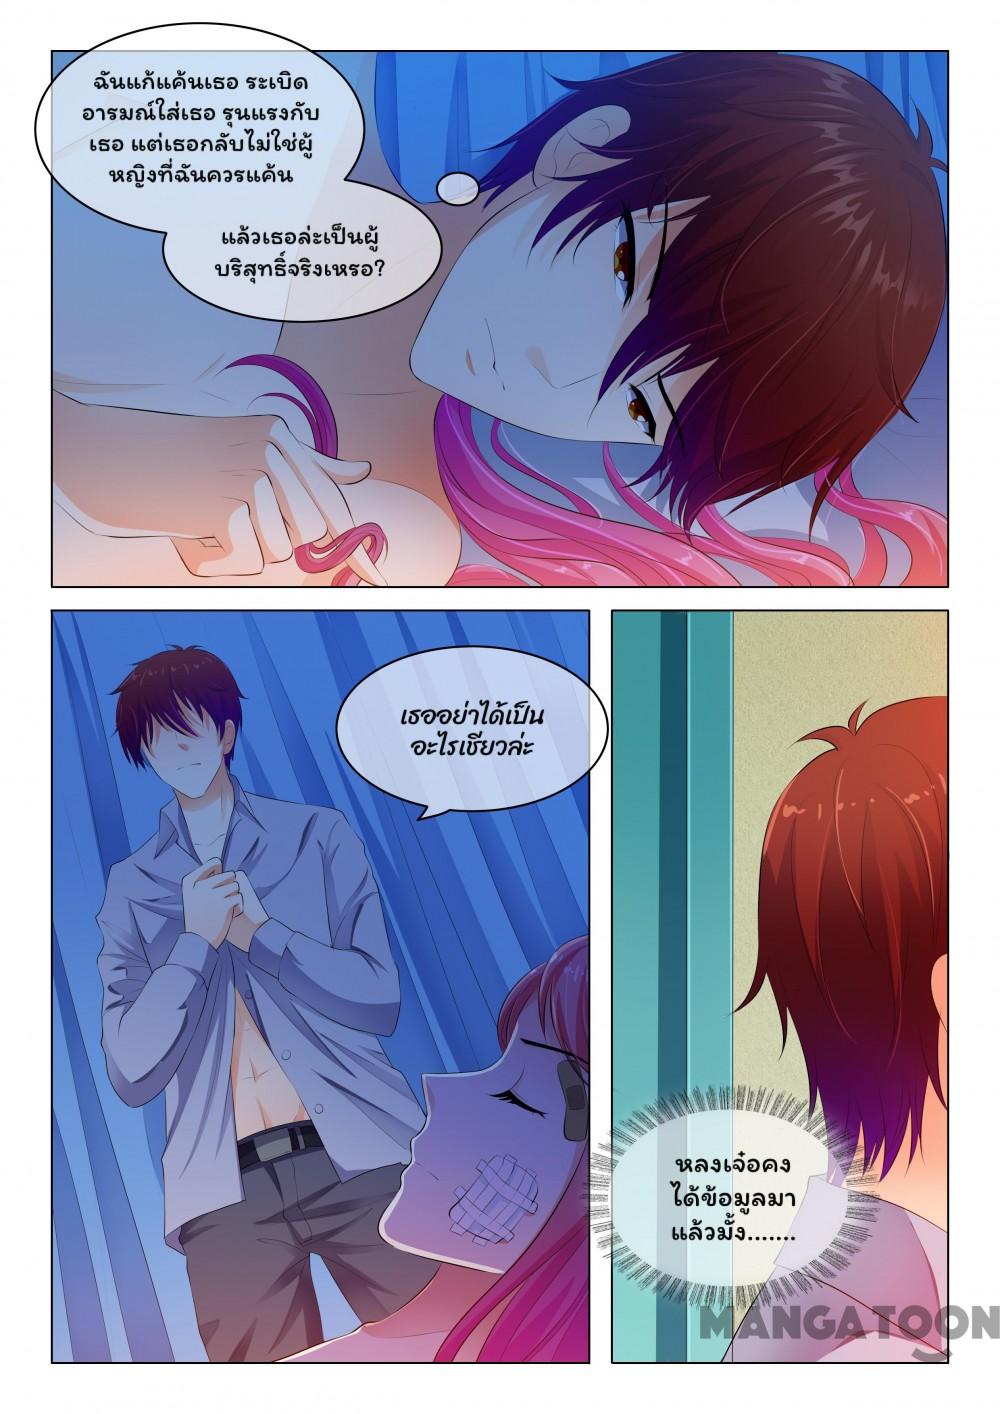 ฉันแก้แค้นเธอ ระเบิด
อารมณ์ใส่เธอ รุนแรงกับ
เธอ แต่เธอกลับไม่ใช่ผู้
หญิงที่ฉันควรแค้น
แล้วเธอล่ะเป็นผู้
บริสุทธิ์จริงเหรอ?
เธออย่าได้เป็น
อะไรเชียวล่ะ
หลงเจ๋อคง
ได้ข้อมูลมา
แล้วมั้ง.......
MANGATOON